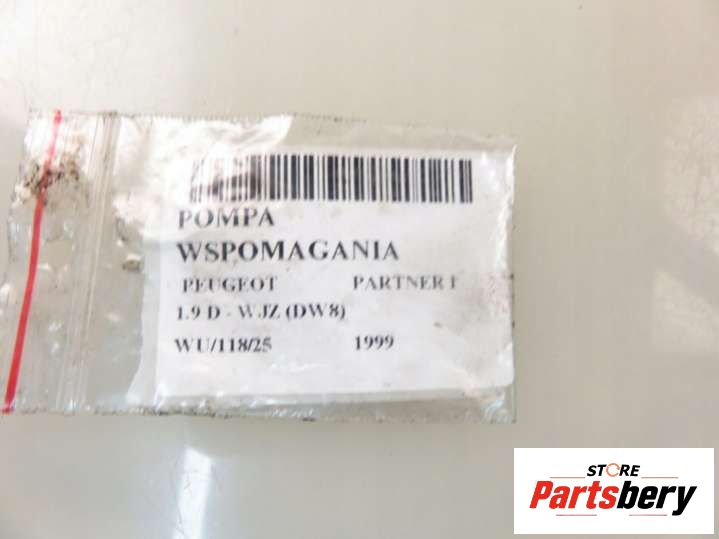 POMPA
WSPOMAGANIA
PEUGEOT PARTNER I
1.9 D - WJZ (DW8)
WU/118/25 1999
STORE
Partsbery